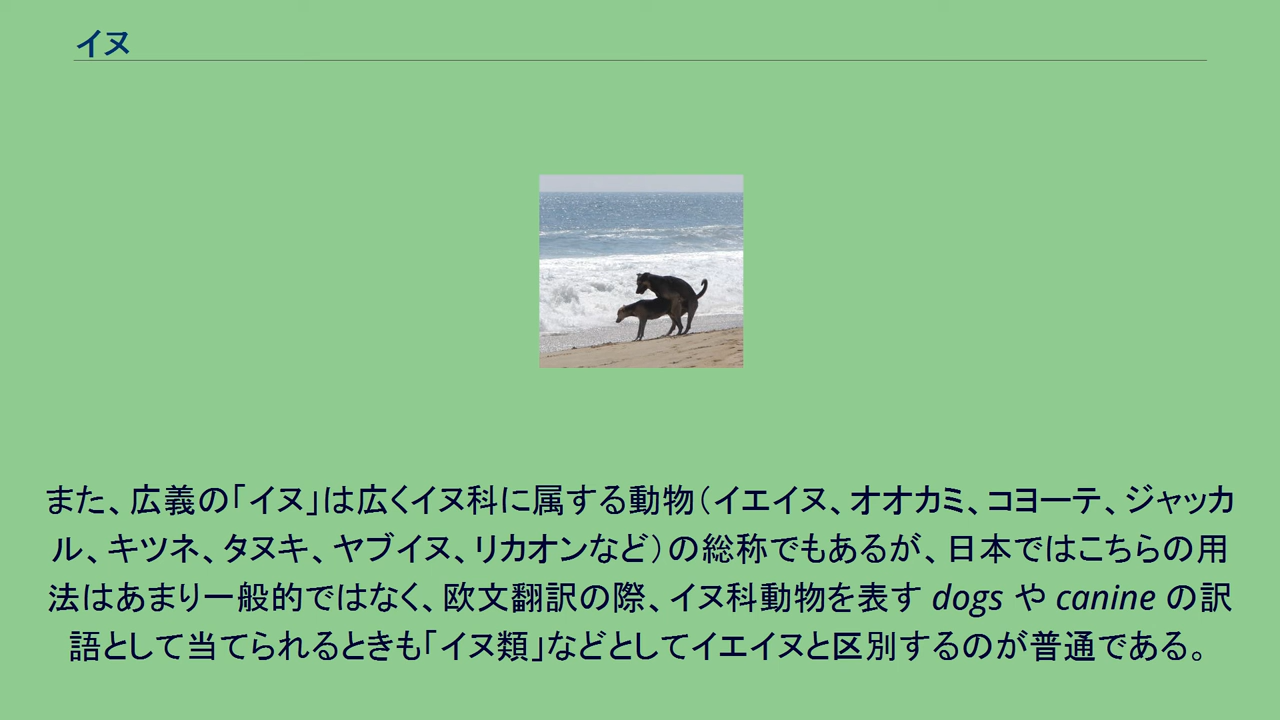 イヌ
また、広義の「イヌ」は広くイヌ科に属する動物（イエイヌ、オオカミ、コヨーテ、ジャッカ
ル、キツネ、タヌキ、ヤブイヌ、リカオンなど）の総称でもあるが、日本ではこちらの用
法はあまり一般的ではなく、欧文翻訳の際、イヌ科動物を表す dogs や canine の訳
語として当てられるときも「イヌ類」などとしてイエイヌと区別するのが普通である。